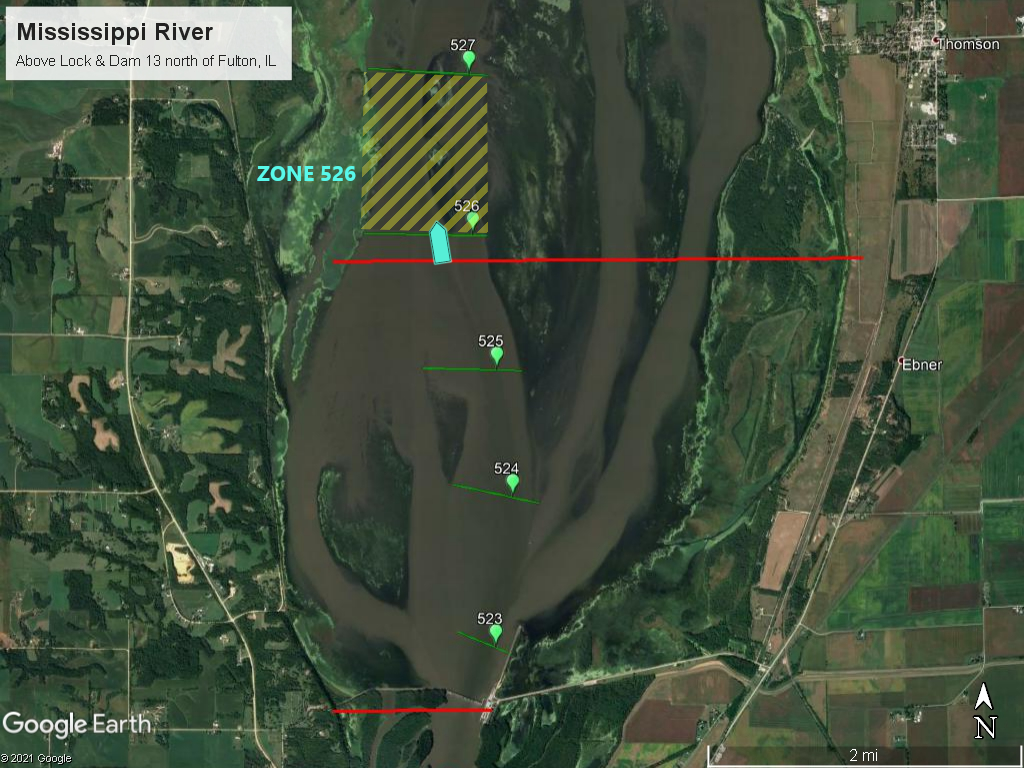 Mississippi River
Above Lock & Dam 13 north of Fulton, IL
527
Thomson
ZONE 526
526
525
Ebner
524
523
N
Google Earth
© 2021 Google
2 mi